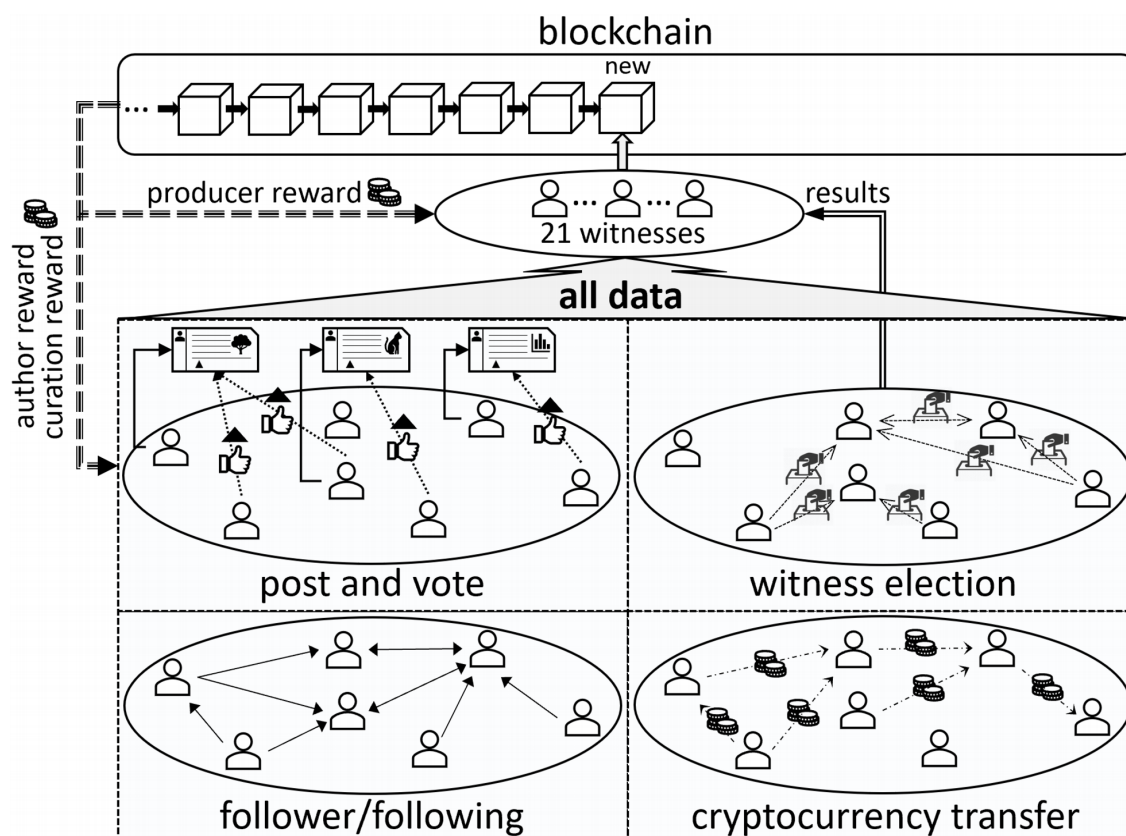 blockchain
new
...
producer reward
... ...
results
21 witnesses
author reward
curation reward
all data
post and vote
witness election
follower/following
cryptocurrency transfer